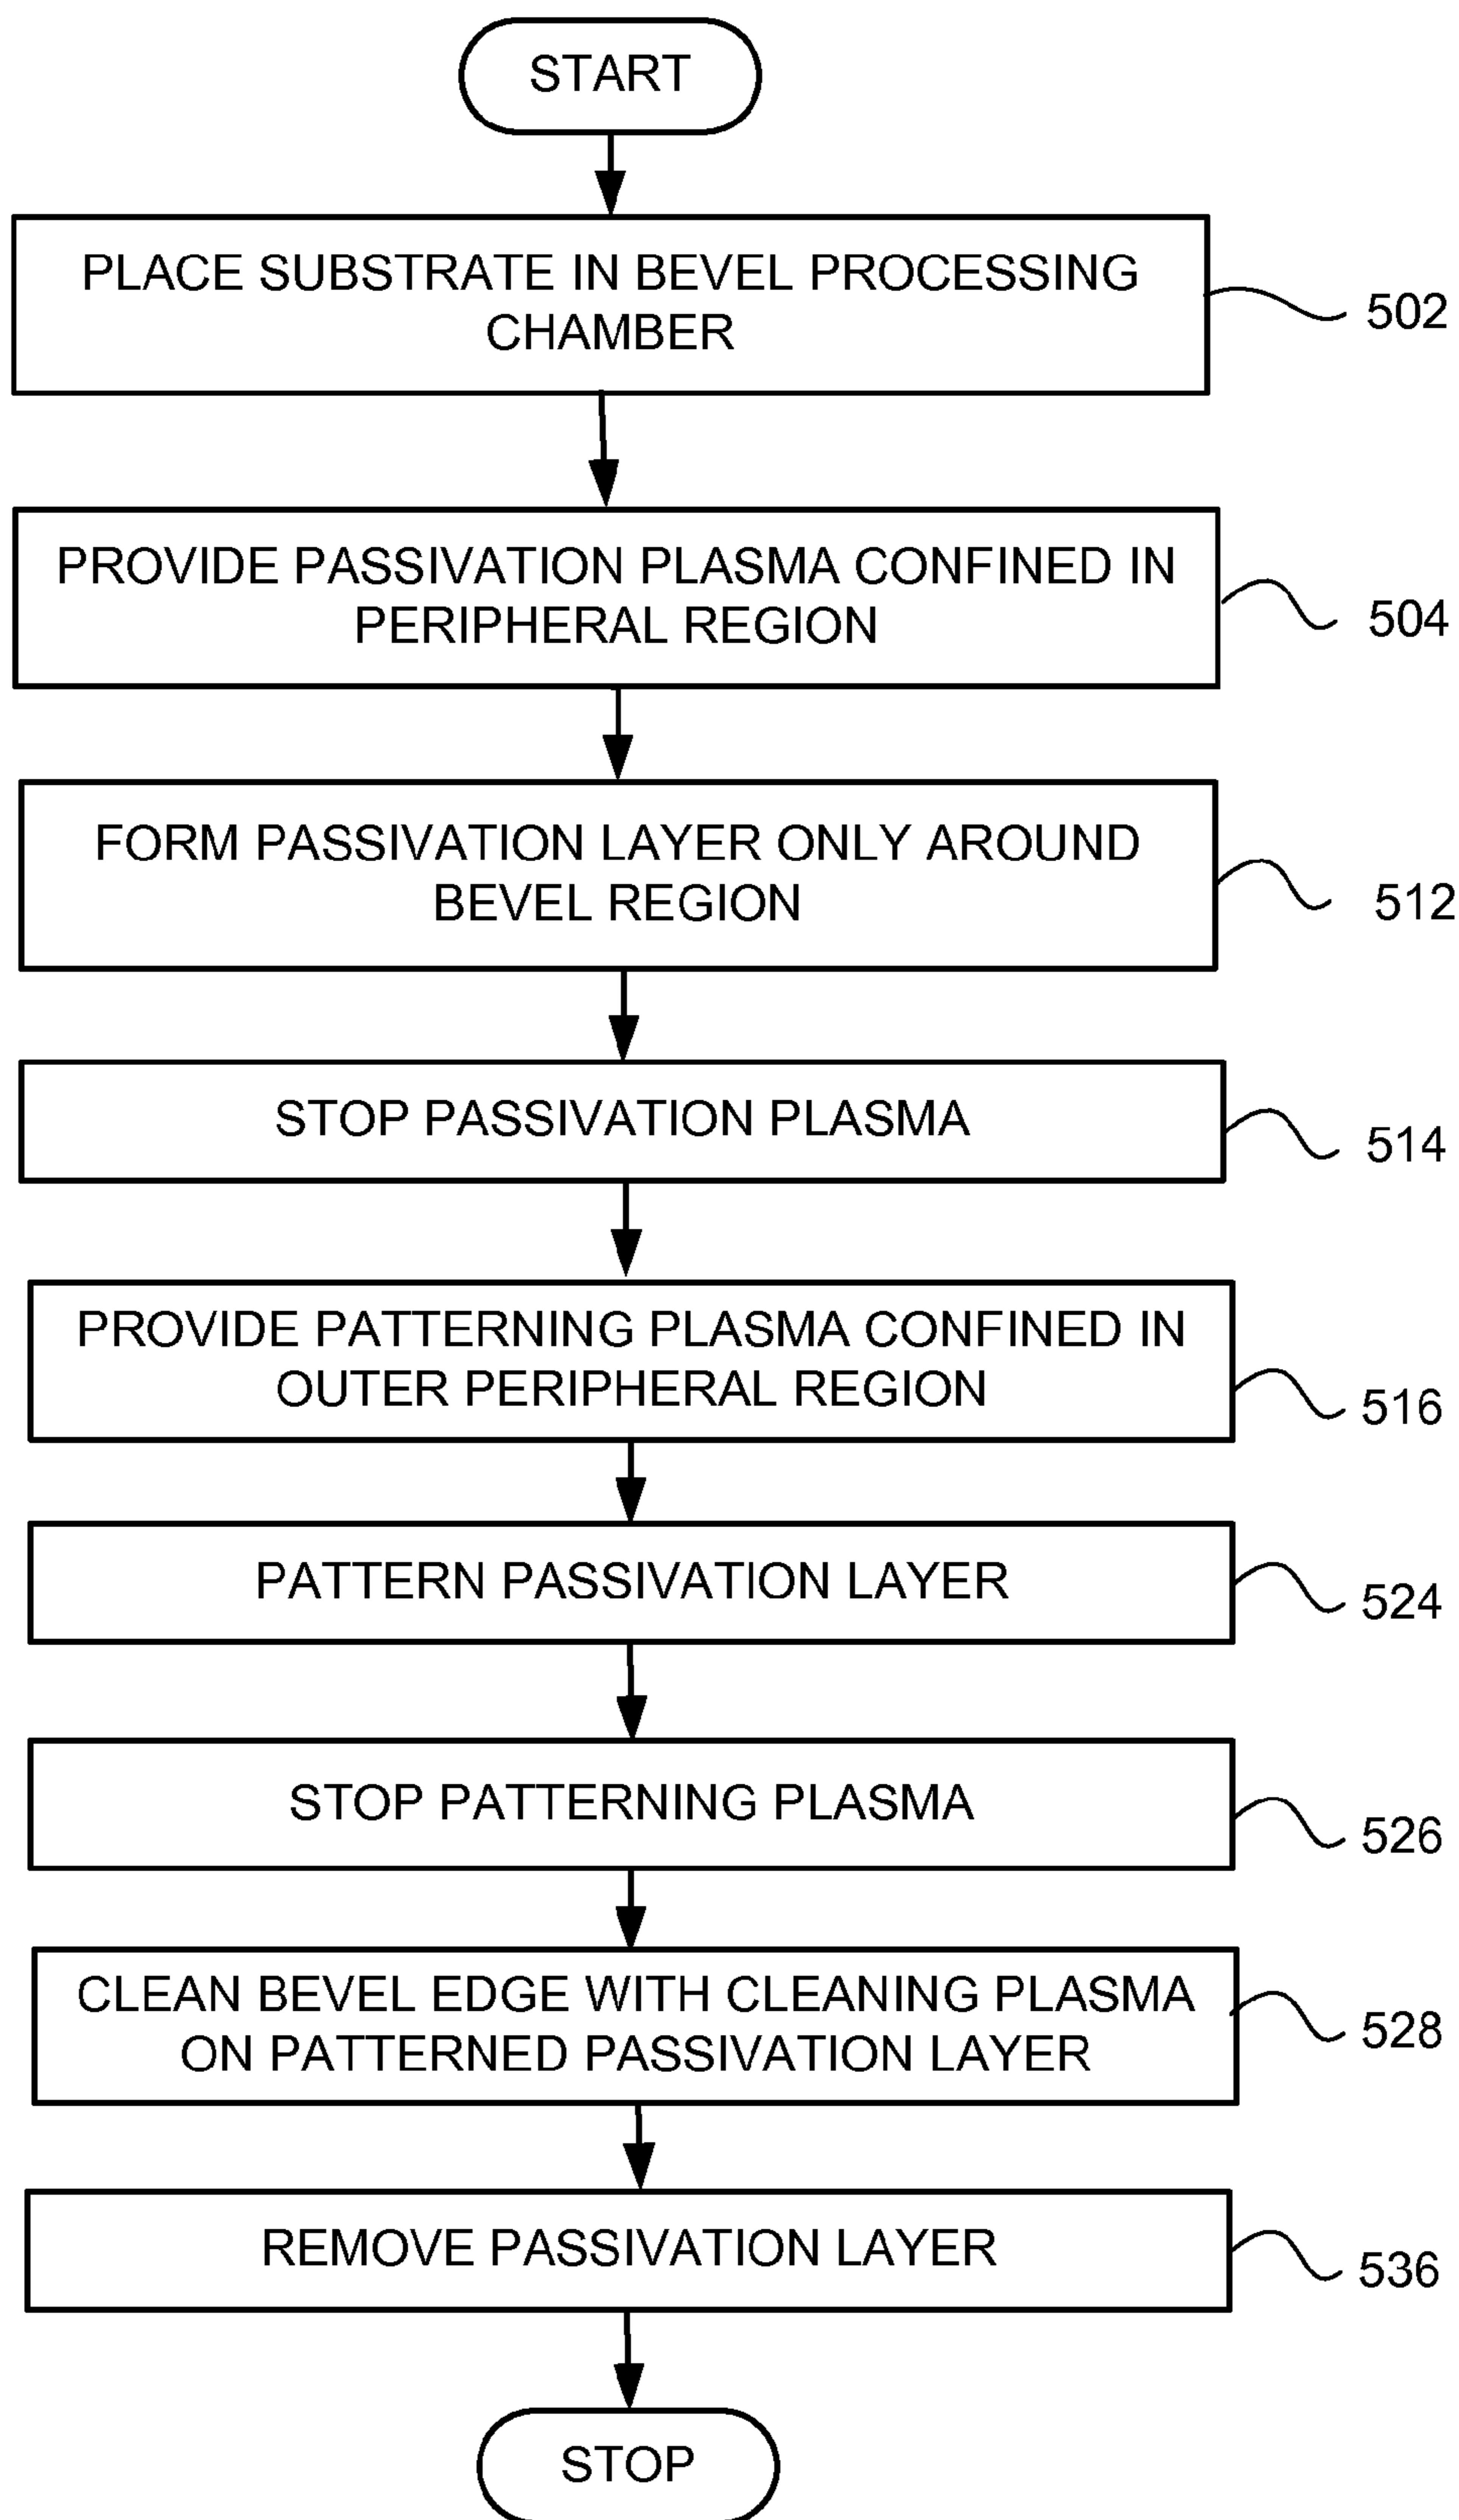 START
PLACE SUBSTRATE IN BEVEL PROCESSING
CHAMBER
502
PROVIDE PASSIVATION PLASMA CONFINED IN
PERIPHERAL REGION
504
FORM PASSIVATION LAYER ONLY AROUND
BEVEL REGION
512
STOP PASSIVATION PLASMA
514
PROVIDE PATTERNING PLASMA CONFINED IN
OUTER PERIPHERAL REGION
516
PATTERN PASSIVATION LAYER
524
STOP PATTERNING PLASMA
526
CLEAN BEVEL EDGE WITH CLEANING PLASMA
ON PATTERNED PASSIVATION LAYER
528
REMOVE PASSIVATION LAYER
536
STOP